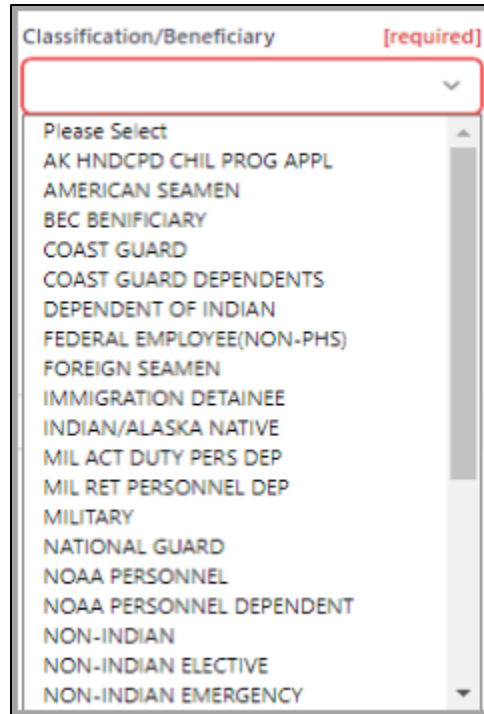 Classification/Beneficiary [required]
Please Select
AK HNDCPD CHIL PROG APPL
AMERICAN SEAMEN
BEC BENIFICIARY
COAST GUARD
COAST GUARD DEPENDENTS
DEPENDENT OF INDIAN
FEDERAL EMPLOYEE(NON-PHS)
FOREIGN SEAMEN
IMMIGRATION DETAINEE
INDIAN/ALASKA NATIVE
MIL ACT DUTY PERS DEP
MIL RET PERSONNEL DEP
MILITARY
NATIONAL GUARD
NOAA PERSONNEL
NOAA PERSONNEL DEPENDENT
NON-INDIAN
NON-INDIAN ELECTIVE
NON-INDIAN EMERGENCY